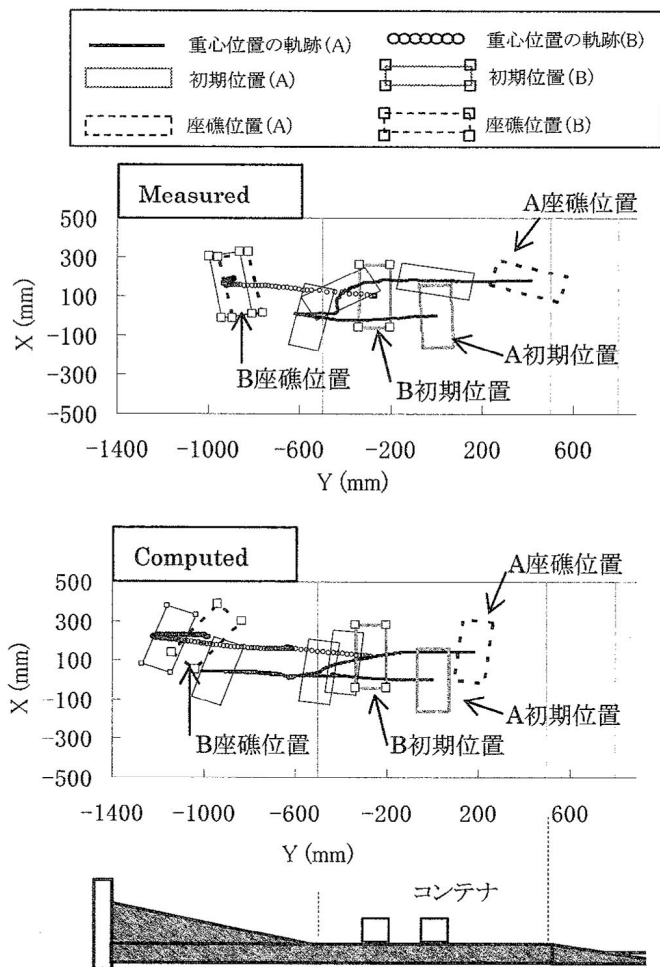 重心位置の軌跡(A) 重心位置の軌跡(B)
初期位置(A) 初期位置(B)
座礁位置(A) 座礁位置(B)
Measured
A座礁位置
500
300
100
-100
-300
-500
X (mm)
A初期位置
B座礁位置
B初期位置
-1400 -1000 -600 -200 200 600
Y (mm)
Computed
A座礁位置
500
300
100
-100
-300
-500
X (mm)
A初期位置
B座礁位置
B初期位置
-1400 -1000 -600 -200 200 600
Y (mm)
コンテナ